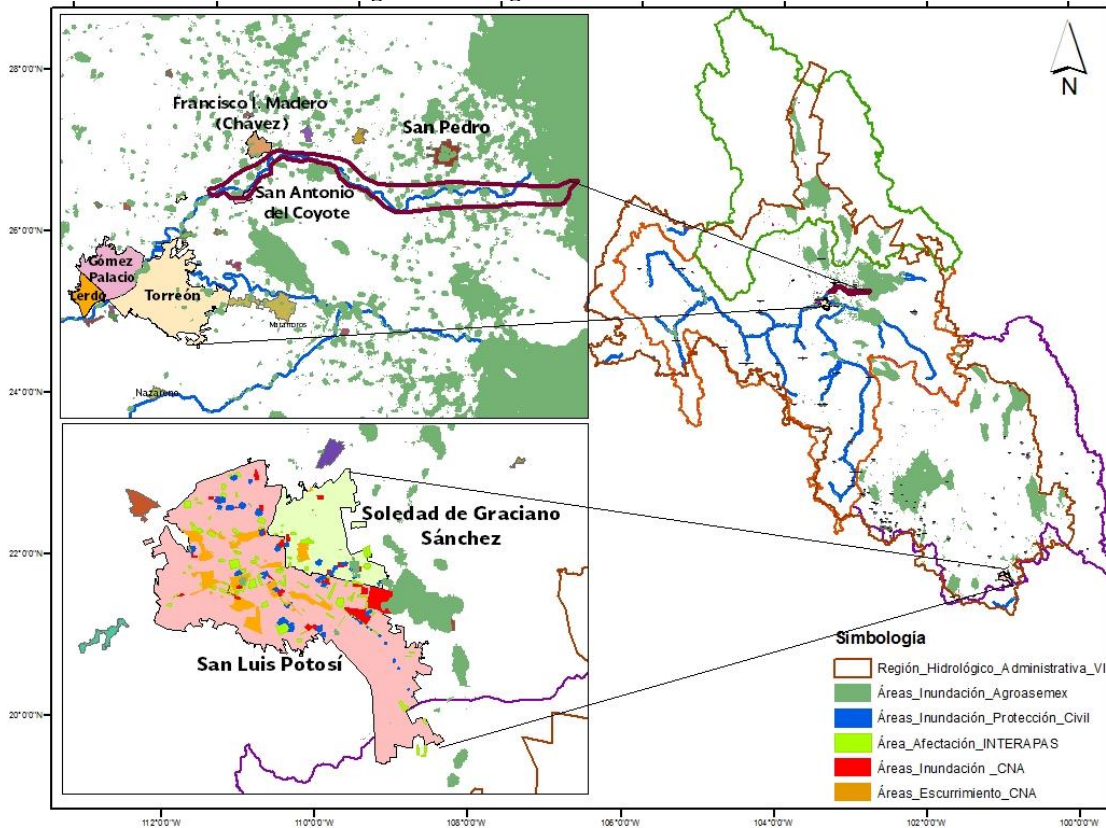 28°0'0"N
26°0'0"N
24°0'0"N
22°0'0"N
20°0'0"N
Francisco I. Madero
(Chávez)
San Pedro
San Antonio
del Coyote
Gómez
Palacio
Lerdo
Torreón
Matamoros
Nazareno
N
Soledad de Graciano
Sánchez
San Luis Potosí
Simbología
Región_Hidrológico_Administrativa_VI
Áreas_Inundación_Agroasemex
Áreas_Inundación_Protección_Civil
Área_Afectación_INTERAPAS
Áreas_Inundación _CNA
Áreas_Escurrimiento_CNA
112°0'0"W
110°0'0"W
108°0'0"W
106°0'0"W
104°0'0"W
102°0'0"W
100°0'0"W